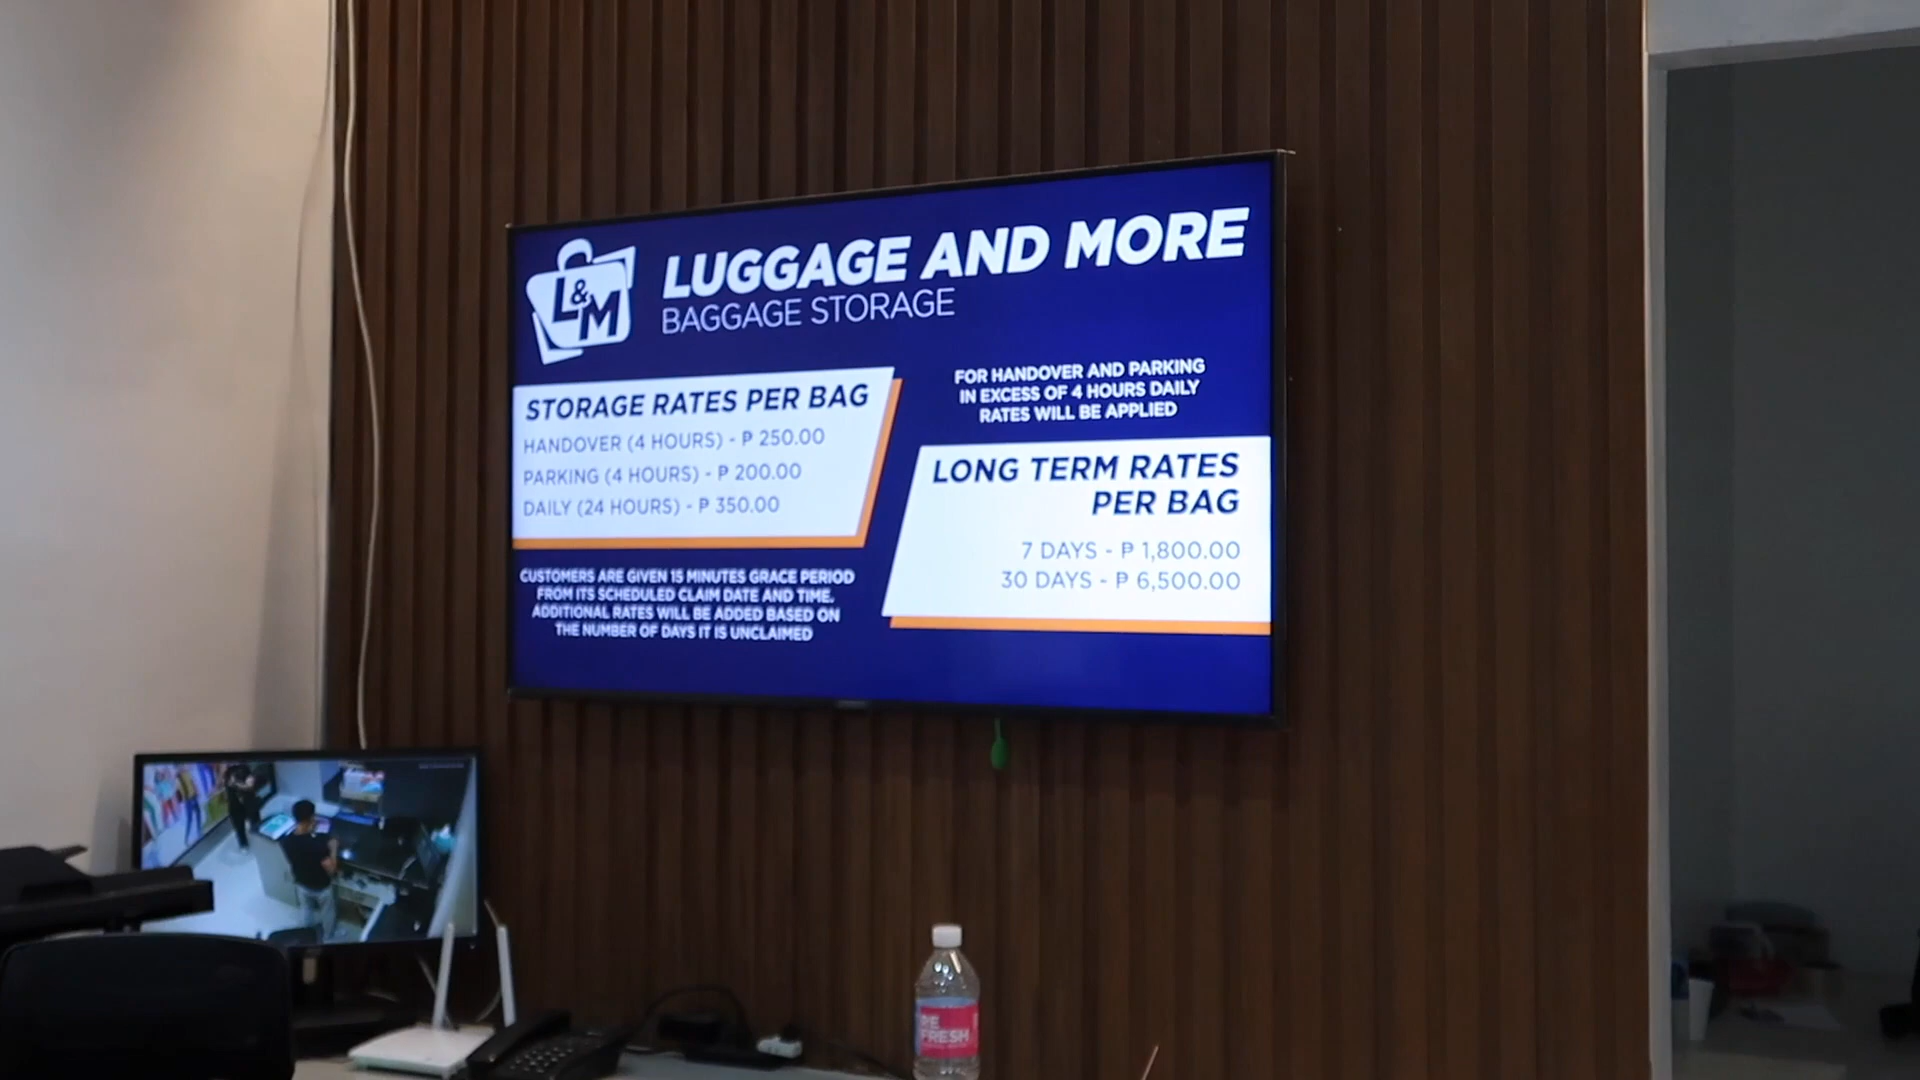 L&M
LUGGAGE AND MORE
BAGGAGE STORAGE
STORAGE RATES PER BAG
HANDOVER (4 HOURS) - ₱ 250.00
PARKING (4 HOURS) - ₱ 200.00
DAILY (24 HOURS) - ₱ 350.00
CUSTOMERS ARE GIVEN 15 MINUTES GRACE PERIOD
FROM ITS SCHEDULED CLAIM DATE AND TIME.
ADDITIONAL RATES WILL BE ADDED BASED ON
THE NUMBER OF DAYS IT IS UNCLAIMED
FOR HANDOVER AND PARKING
IN EXCESS OF 4 HOURS DAILY
RATES WILL BE APPLIED
LONG TERM RATES
PER BAG
7 DAYS - ₱ 1,800.00
30 DAYS - ₱ 6,500.00
RE
FRESH